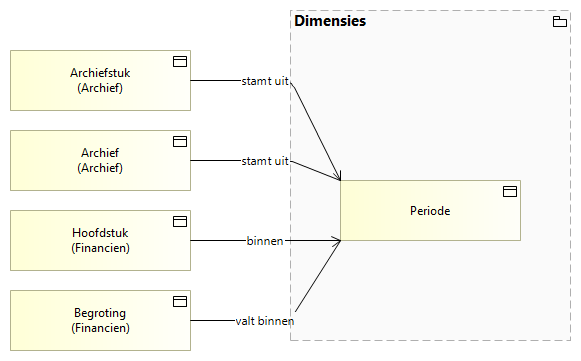 Dimensies
Archiefstuk
(Archief)
stamt uit
Archief
(Archief)
stamt uit
Periode
Hoofdstuk
(Financien)
binnen
Begroting
(Financien)
valt binnen